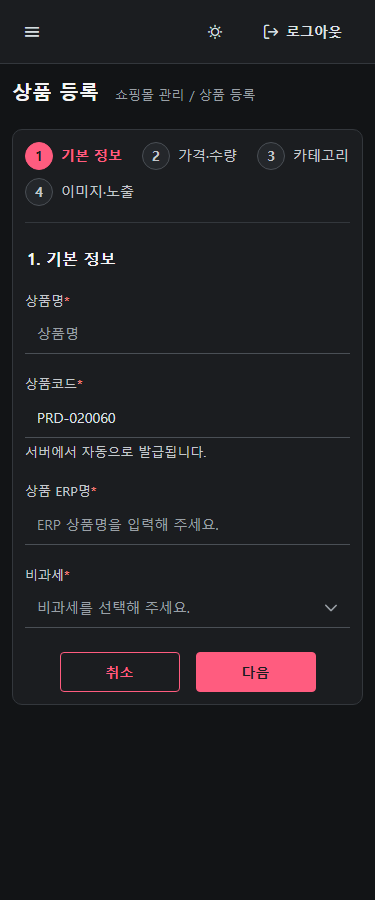 로그아웃
상품 등록 쇼핑몰 관리 / 상품 등록
1 기본 정보 2 가격·수량 3 카테고리
4 이미지·노출
1. 기본 정보
상품명*
상품명
상품코드*
PRD-020060
서버에서 자동으로 발급됩니다.
상품 ERP명*
ERP 상품명을 입력해 주세요.
비과세*
비과세를 선택해 주세요.
취소 다음